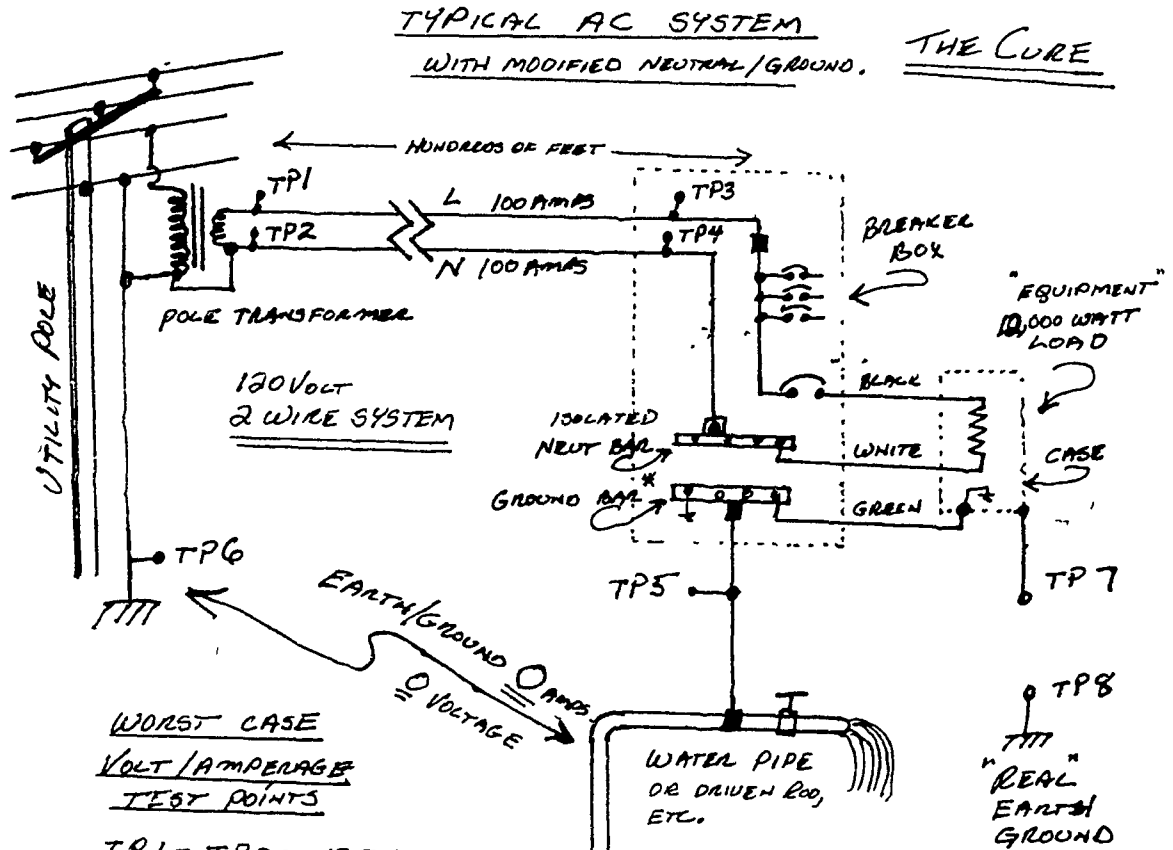 TYPICAL AC SYSTEM
WITH MODIFIED NEUTRAL/GROUND.
THE CURE
HUNDREDS OF FEET
TP1
TP2
L 100 AMPS
N 100 AMPS
TP3
TP4
BREAKER
BOX
"EQUIPMENT"
10,000 WATT
LOAD
POLE TRANSFORMER
UTILITY POLE
120 VOLT
2 WIRE SYSTEM
ISOLATED
NEUT BAR
GROUND BAR *
BLACK
WHITE
GREEN
CASE
TP6
TP5
TP7
TP8
EARTH/GROUND 0 AMPS
0 VOLTAGE
WORST CASE
VOLT/AMPERAGE
TEST POINTS
WATER PIPE
OR DRIVEN ROD,
ETC.
"REAL"
EARTH
GROUND